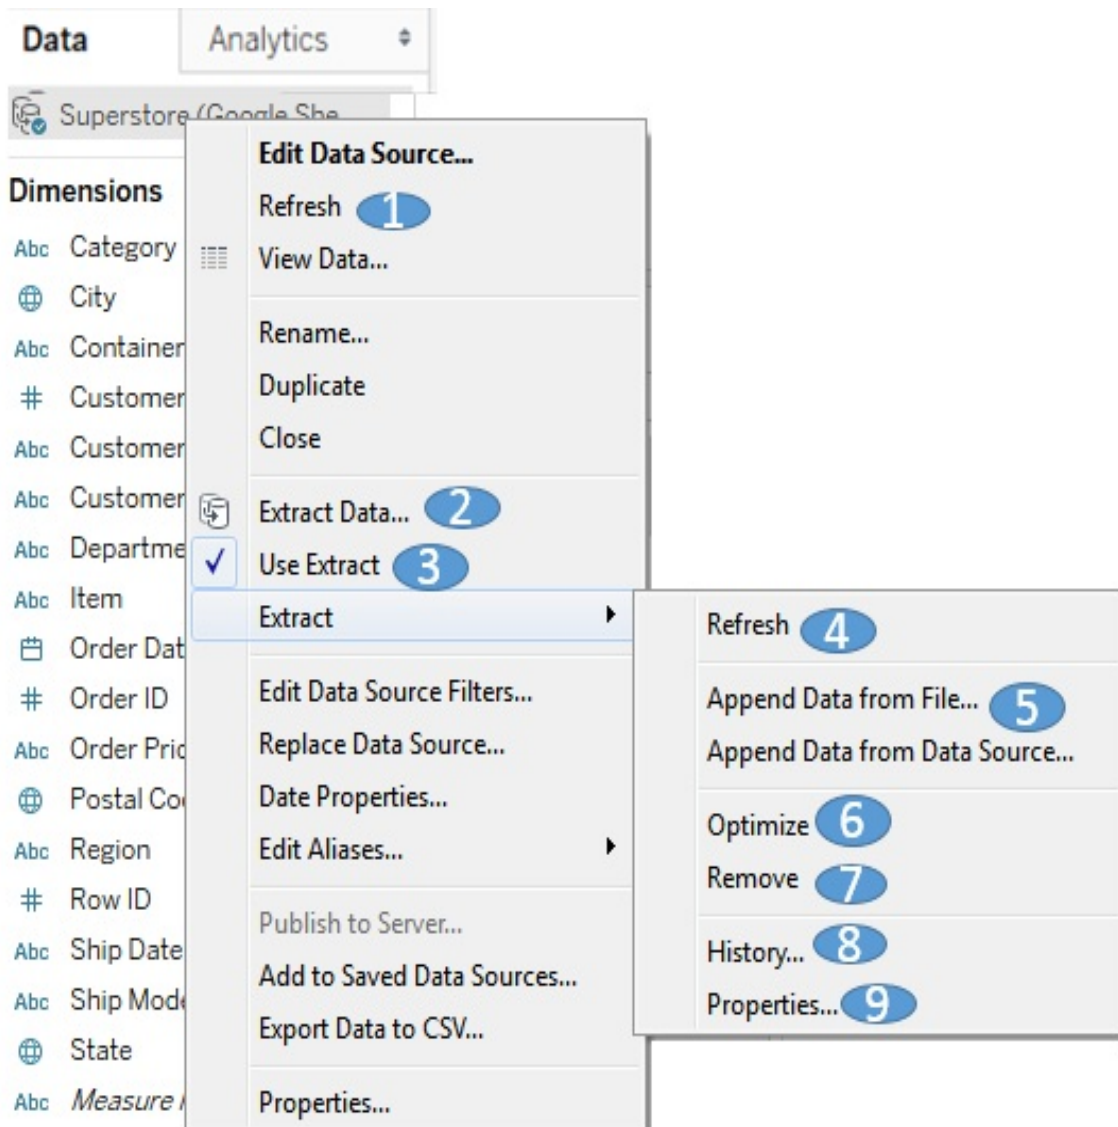 Data Analytics
Superstore (Google She
Edit Data Source...
Dimensions
Refresh 1
Abc Category
View Data...
City
Rename...
Abc Container
Duplicate
# Customer
Close
Abc Customer
Abc Customer
Extract Data... 2
Abc Departme
Use Extract 3
Abc Item
Extract
Refresh 4
Order Dat
Edit Data Source Filters...
# Order ID
Append Data from File... 5
Replace Data Source...
Abc Order Prio
Append Data from Data Source...
Date Properties...
Postal Co
Optimize 6
Edit Aliases...
Abc Region
Remove 7
# Row ID
Publish to Server...
Abc Ship Date
History... 8
Add to Saved Data Sources...
Abc Ship Mode
Properties... 9
Export Data to CSV...
State
Abc Measure
Properties...